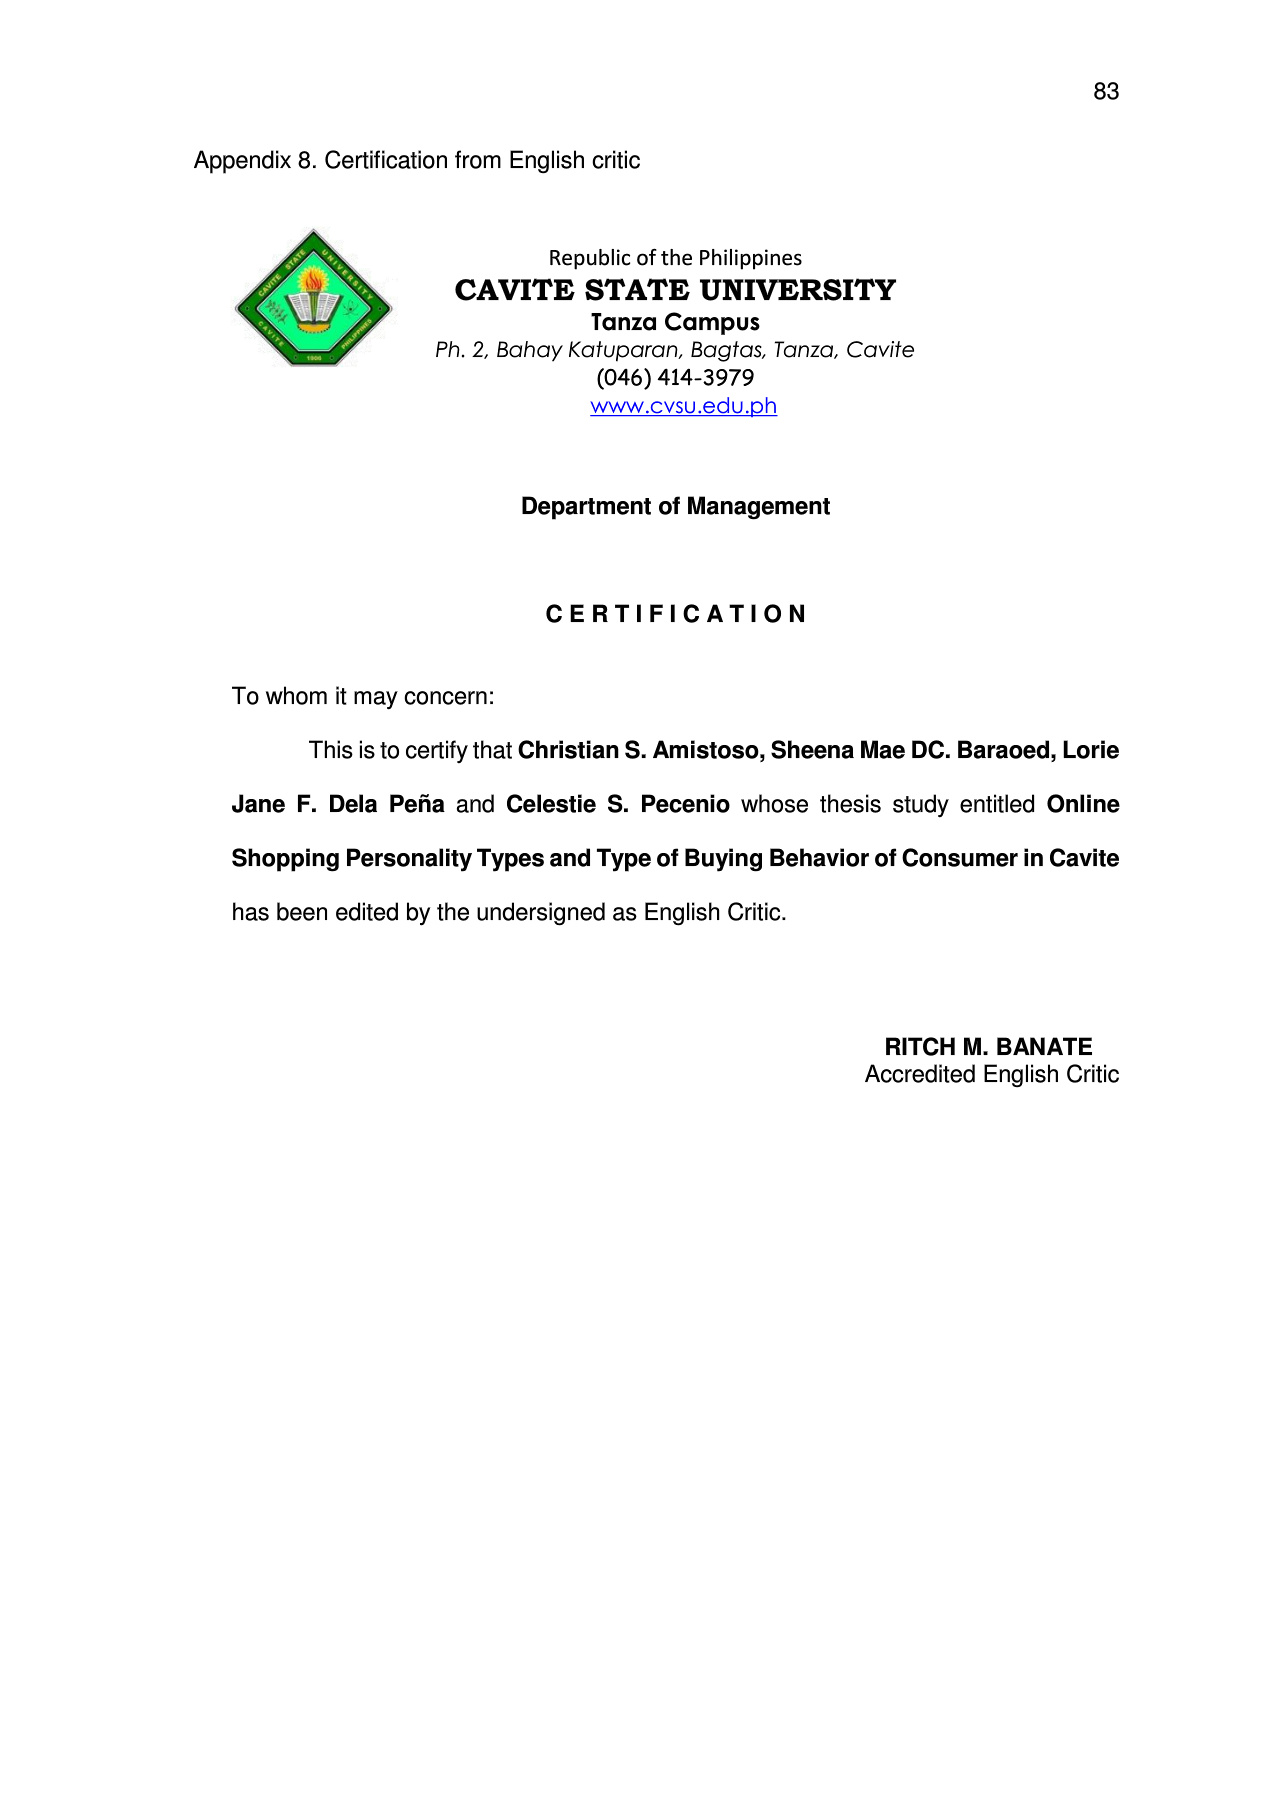 83
Appendix 8. Certification from English critic
CAVITE STATE UNIVERSITY
CAVITE
1906
PHILIPPINES
Republic of the Philippines
CAVITE STATE UNIVERSITY
Tanza Campus
Ph. 2, Bahay Katuparan, Bagtas, Tanza, Cavite
(046) 414-3979
www.cvsu.edu.ph
Department of Management
C E R T I F I C A T I O N
To whom it may concern:
This is to certify that Christian S. Amistoso, Sheena Mae DC. Baraoed, Lorie
Jane F. Dela Peña and Celestie S. Pecenio whose thesis study entitled Online
Shopping Personality Types and Type of Buying Behavior of Consumer in Cavite
has been edited by the undersigned as English Critic.
RITCH M. BANATE
Accredited English Critic